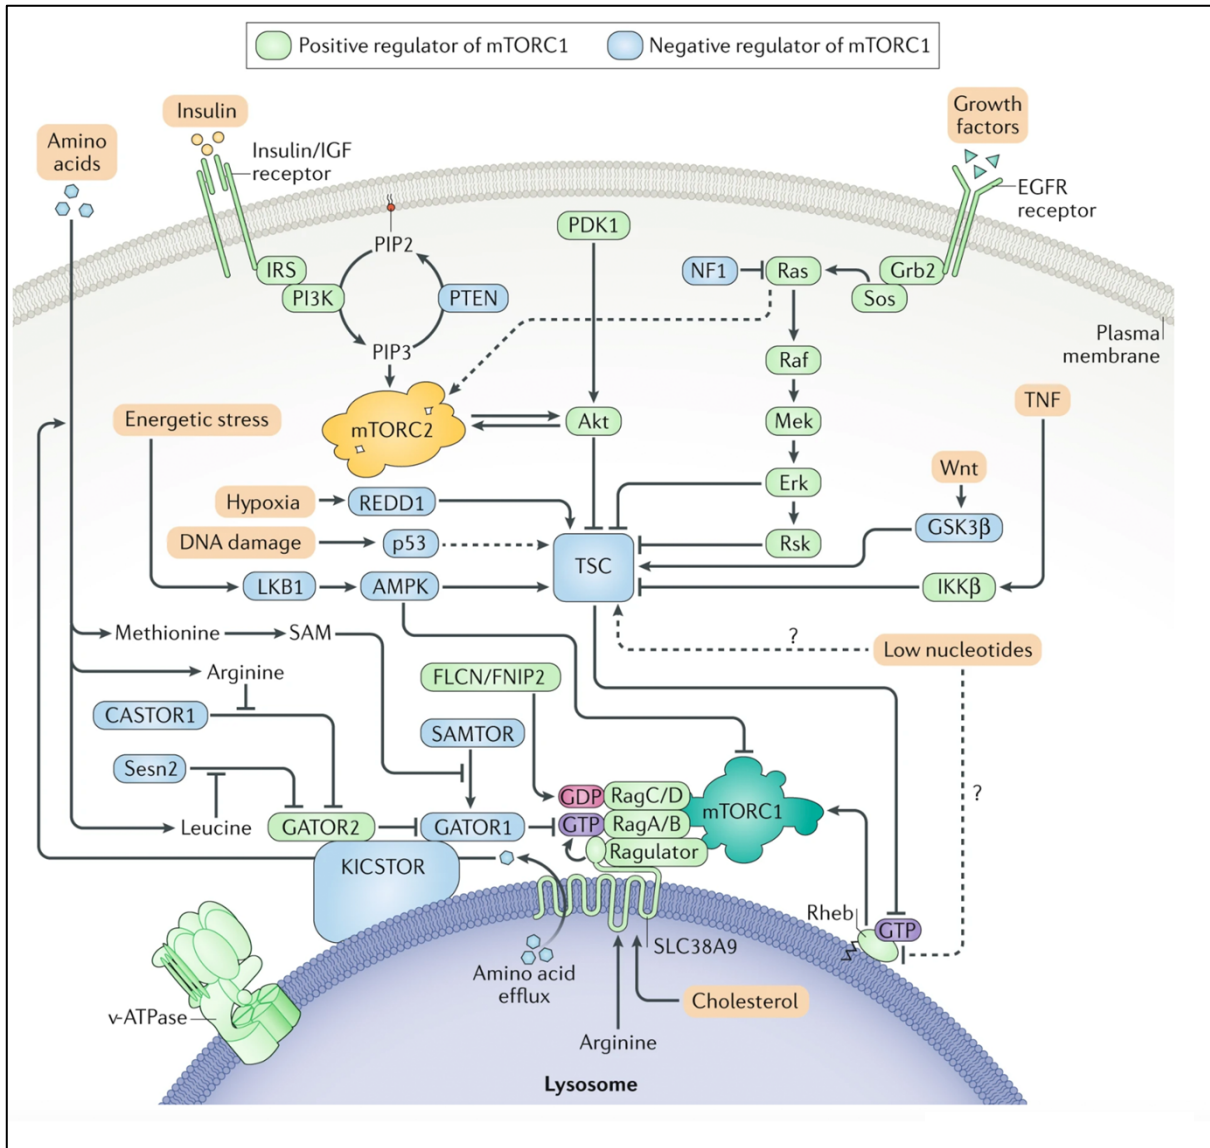 Positive regulator of mTORC1
Negative regulator of mTORC1
Insulin
Growth
factors
Amino
acids
Insulin/IGF
receptor
EGFR
receptor
PDK1
PIP2
NF1
Ras
Grb2
Sos
IRS
PI3K
PTEN
Plasma
membrane
PIP3
Raf
TNF
Energetic stress
mTORC2
Akt
Mek
Wnt
Erk
Hypoxia
REDD1
GSK3β
DNA damage
p53
Rsk
TSC
LKB1
AMPK
IKKβ
Methionine
SAM
?
Low nucleotides
Arginine
FLCN/FNIP2
CASTOR1
SAMTOR
Sesn2
GDP
RagC/D
mTORC1
?
Leucine
GATOR2
GATOR1
GTP
RagA/B
Ragulator
KICSTOR
Rheb
GTP
SLC38A9
Amino acid
efflux
Cholesterol
v-ATPase
Arginine
Lysosome